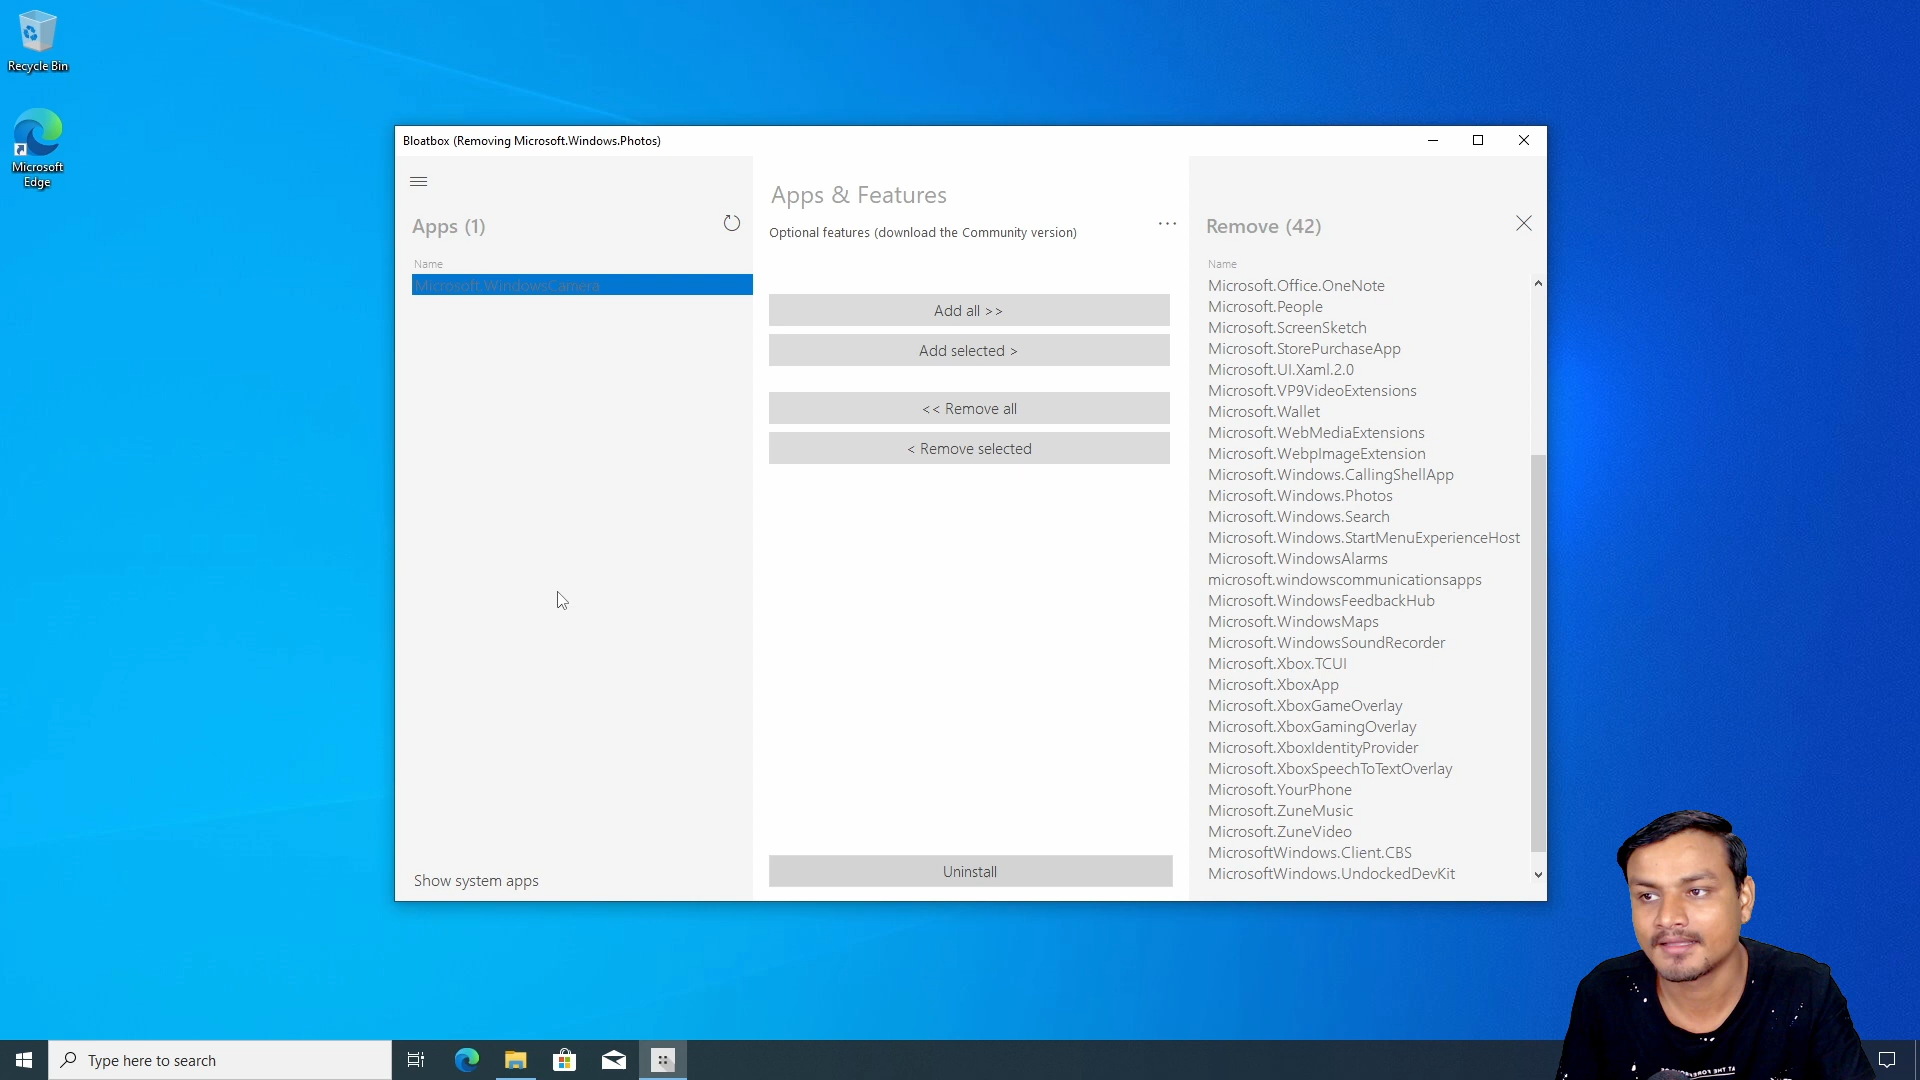 Recycle Bin
Microsoft
Edge
Bloatbox (Removing Microsoft.Windows.Photos)
Apps (1)
Name
Microsoft.WindowsCamera
Show system apps
Apps & Features
Optional features (download the Community version)
...
Add all >>
Add selected >
<< Remove all
< Remove selected
Uninstall
Remove (42)
Name
Microsoft.Office.OneNote
Microsoft.People
Microsoft.ScreenSketch
Microsoft.StorePurchaseApp
Microsoft.UI.Xaml.2.0
Microsoft.VP9VideoExtensions
Microsoft.Wallet
Microsoft.WebMediaExtensions
Microsoft.WebpImageExtension
Microsoft.Windows.CallingShellApp
Microsoft.Windows.Photos
Microsoft.Windows.Search
Microsoft.Windows.StartMenuExperienceHost
Microsoft.WindowsAlarms
microsoft.windowscommunicationsapps
Microsoft.WindowsFeedbackHub
Microsoft.WindowsMaps
Microsoft.WindowsSoundRecorder
Microsoft.Xbox.TCUI
Microsoft.XboxApp
Microsoft.XboxGameOverlay
Microsoft.XboxGamingOverlay
Microsoft.XboxIdentityProvider
Microsoft.XboxSpeechToTextOverlay
Microsoft.YourPhone
Microsoft.ZuneMusic
Microsoft.ZuneVideo
MicrosoftWindows.Client.CBS
MicrosoftWindows.UndockedDevKit
Type here to search